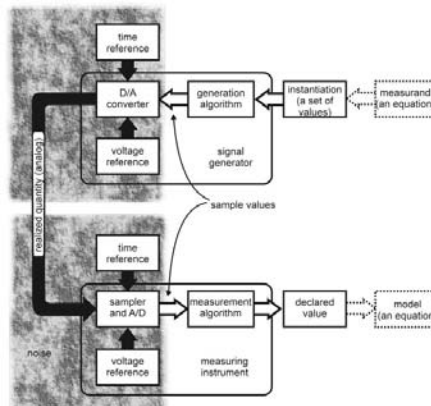 time
reference
D/A
converter
generation
algorithm
instantiation
(a set of
values)
measurand
(an equation)
voltage
reference
signal
generator
realized quantity (analog)
sample values
time
reference
sampler
and A/D
measurement
algorithm
declared
value
model
(an equation)
noise
voltage
reference
measuring
instrument